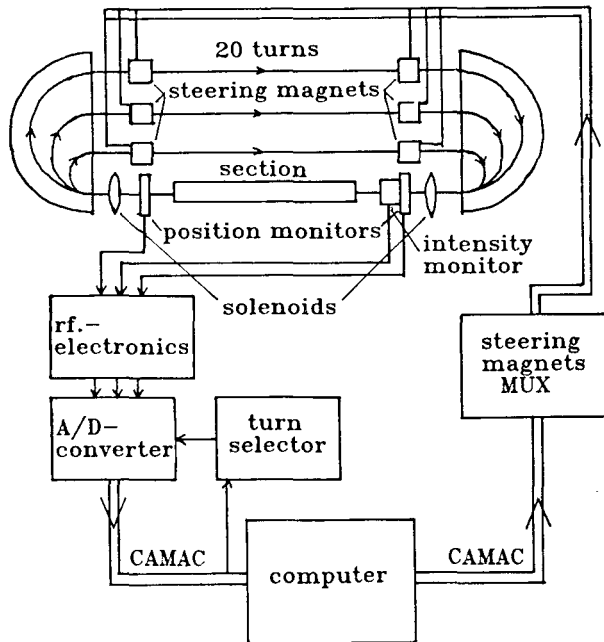 20 turns
steering magnets
section
position monitors
intensity
monitor
solenoids
rf.-
electronics
steering
magnets
MUX
A/D-
converter
turn
selector
CAMAC
computer
CAMAC